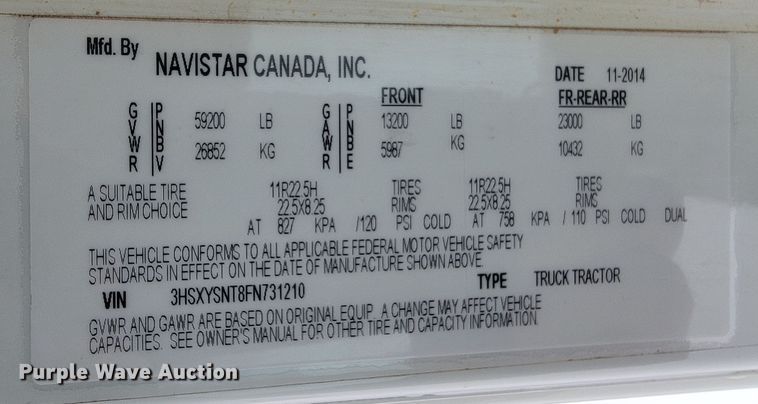 Mfd. By NAVISTAR CANADA, INC. DATE 11-2014
FRONT FR-REAR-RR
GVWR PNBV 59200 LB GAWR PNBE 13200 LB 23000 LB
26852 KG 5987 KG 10432 KG
A SUITABLE TIRE 11R22.5H TIRES 11R22.5H TIRES
AND RIM CHOICE 22.5X8.25 RIMS 22.5X8.25 RIMS
AT 827 KPA /120 PSI COLD AT 758 KPA / 110 PSI COLD DUAL
THIS VEHICLE CONFORMS TO ALL APPLICABLE FEDERAL MOTOR VEHICLE SAFETY
STANDARDS IN EFFECT ON THE DATE OF MANUFACTURE SHOWN ABOVE.
VIN 3HSXYSNT8FN731210 TYPE TRUCK TRACTOR
GVWR AND GAWR ARE BASED ON ORIGINAL EQUIP. A CHANGE MAY AFFECT VEHICLE
CAPACITIES. SEE OWNER'S MANUAL FOR OTHER TIRE AND CAPACITY INFORMATION.
Purple Wave Auction